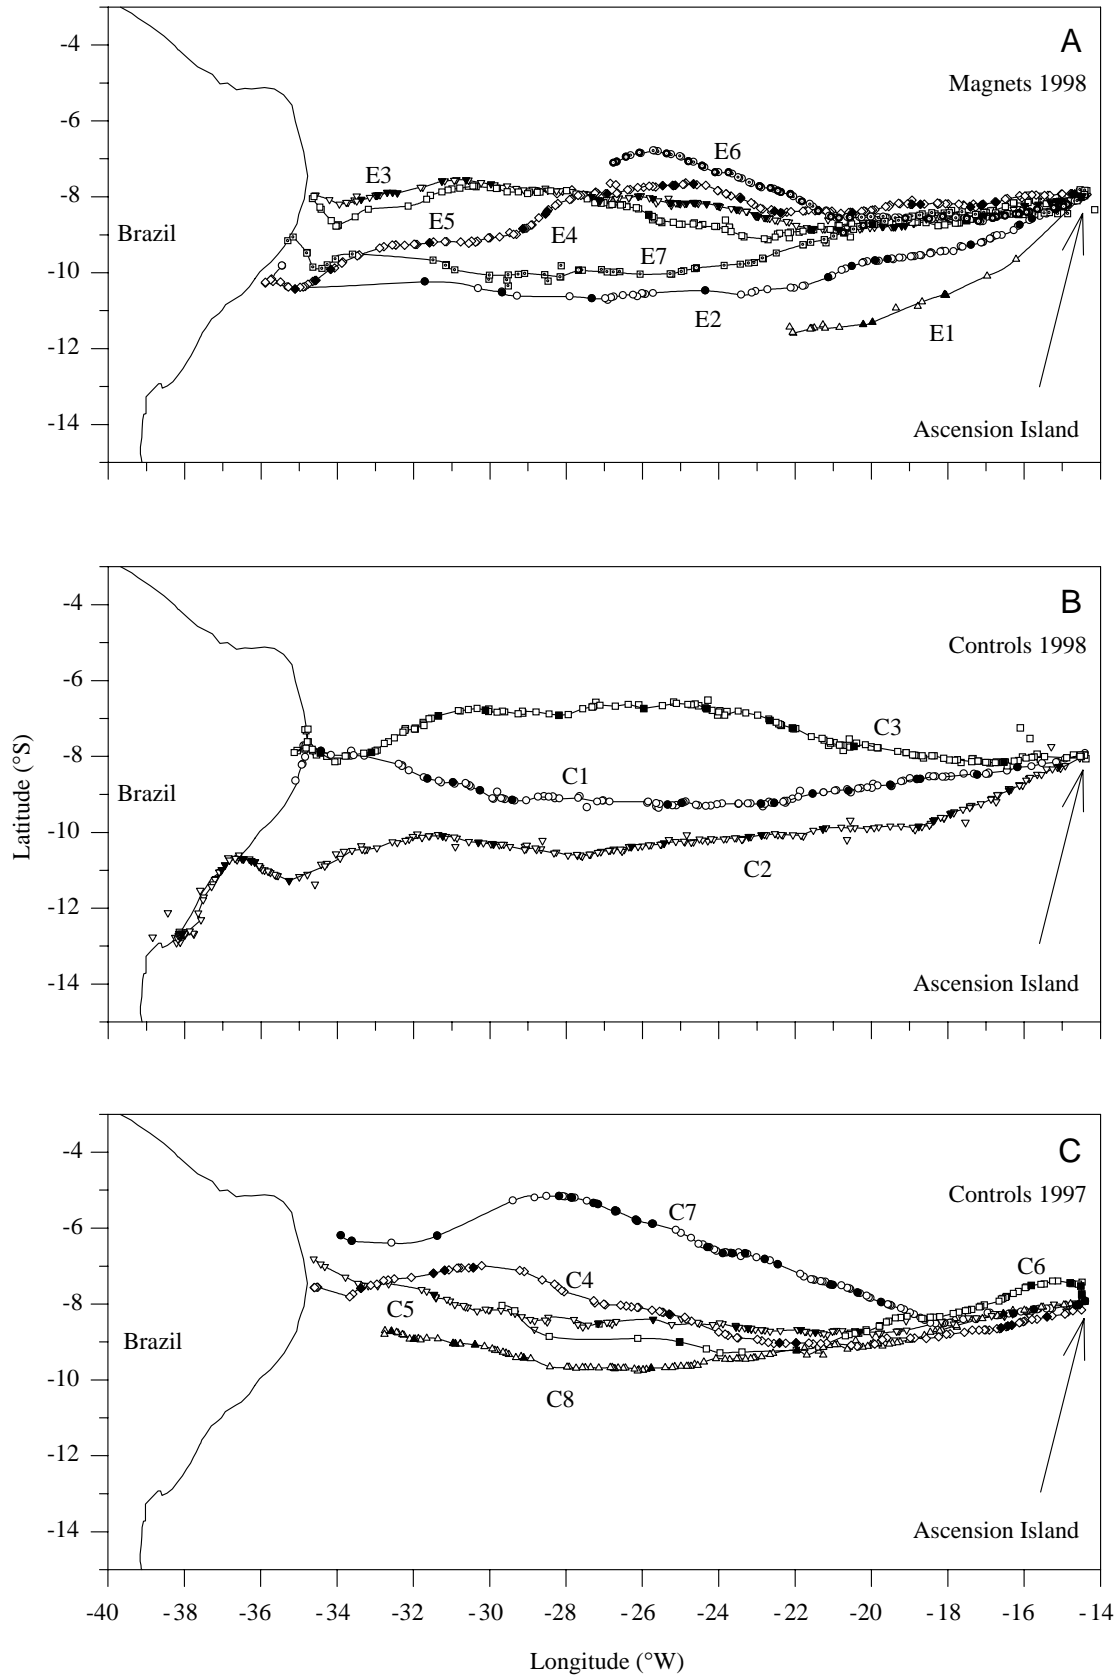 A
Magnets 1998
-4
-6
-8
-10
-12
-14
E6
E3
Brazil
E5
E4
E7
E2
E1
Ascension Island
B
Controls 1998
-4
-6
-8
-10
-12
-14
C3
C1
Brazil
C2
Ascension Island
Latitude (°S)
C
Controls 1997
-4
-6
-8
-10
-12
-14
C7
C6
C4
C5
Brazil
C8
Ascension Island
-40 -38 -36 -34 -32 -30 -28 -26 -24 -22 -20 -18 -16 -14
Longitude (°W)